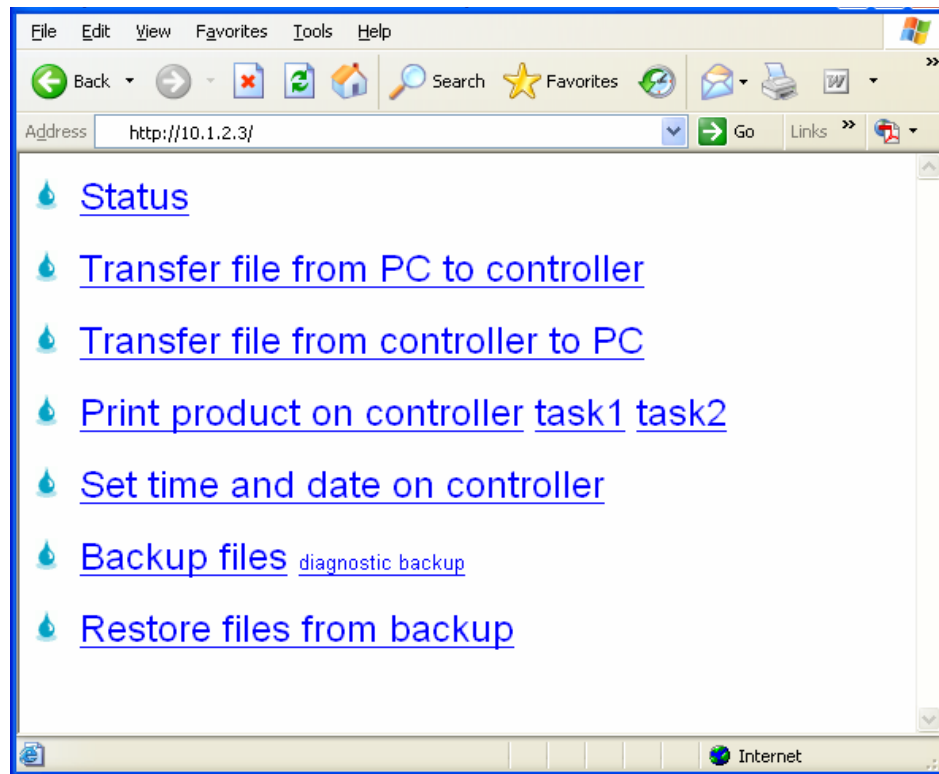 File Edit View Favorites Tools Help
Back Search Favorites W »
Address http://10.1.2.3/ Go Links »
Status
Transfer file from PC to controller
Transfer file from controller to PC
Print product on controller task1 task2
Set time and date on controller
Backup files diagnostic backup
Restore files from backup
Internet